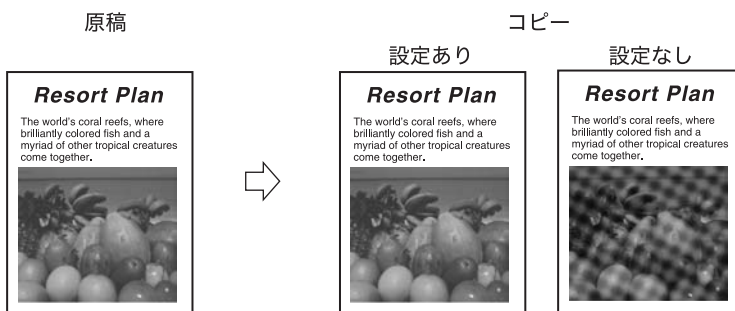 原稿
コピー
設定あり
設定なし
Resort Plan
The world's coral reefs, where
brilliantly colored fish and a
myriad of other tropical creatures
come together.
Resort Plan
The world's coral reefs, where
brilliantly colored fish and a
myriad of other tropical creatures
come together.
Resort Plan
The world's coral reefs, where
brilliantly colored fish and a
myriad of other tropical creatures
come together.